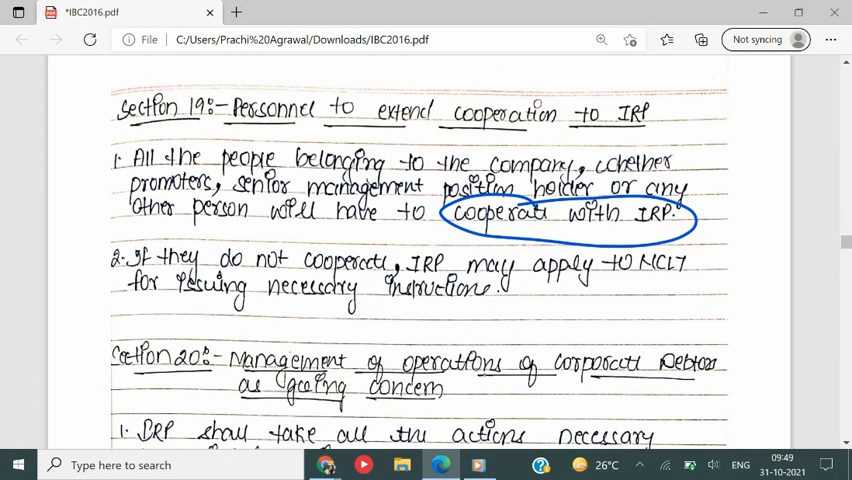 *IBC2016.pdf
File C:/Users/Prachi%20Agrawal/Downloads/IBC2016.pdf Not syncing
Section 19:- Personnel to extend cooperation to IRP
1. All the people belonging to the company, whether
promoters, senior management position holder or any
other person will have to cooperate with IRP.
2. If they do not cooperate, IRP may apply to NCLT
for issuing necessary instructions.
Section 20:- Management of operations of Corporate Debtors
as going concern
1. IRP shall take all the actions necessary
Type here to search 26°C ENG 09:49
31-10-2021